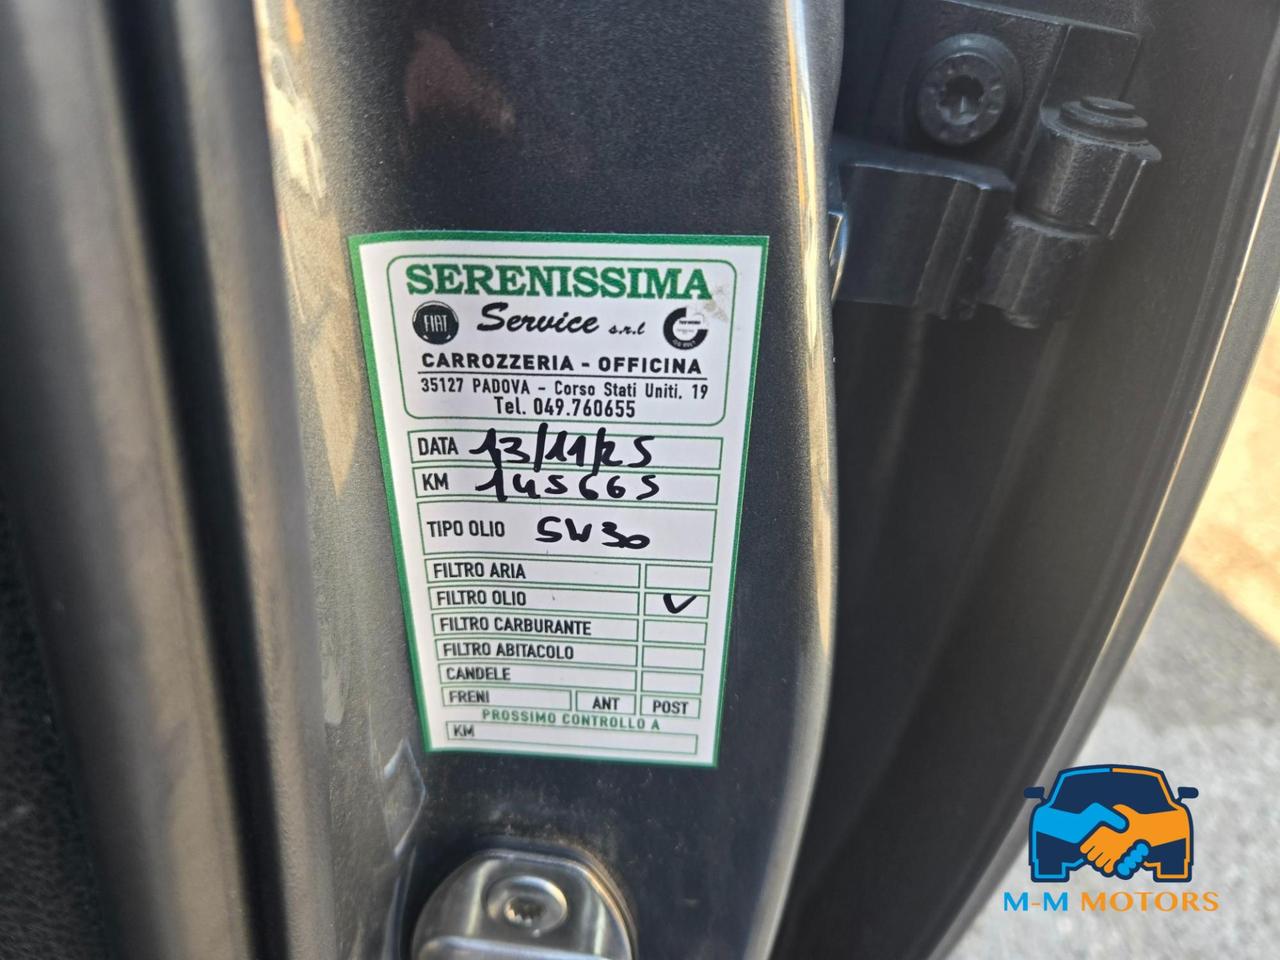 SERENISSIMA
FIAT
Service s.r.l
CARROZZERIA - OFFICINA
35127 PADOVA - Corso Stati Uniti, 19
Tel. 049.760655
DATA 13/11/25
KM 145665
TIPO OLIO 5W30
FILTRO ARIA
FILTRO OLIO V
FILTRO CARBURANTE
FILTRO ABITACOLO
CANDELE
FRENI ANT POST
PROSSIMO CONTROLLO A
KM
M-M MOTORS